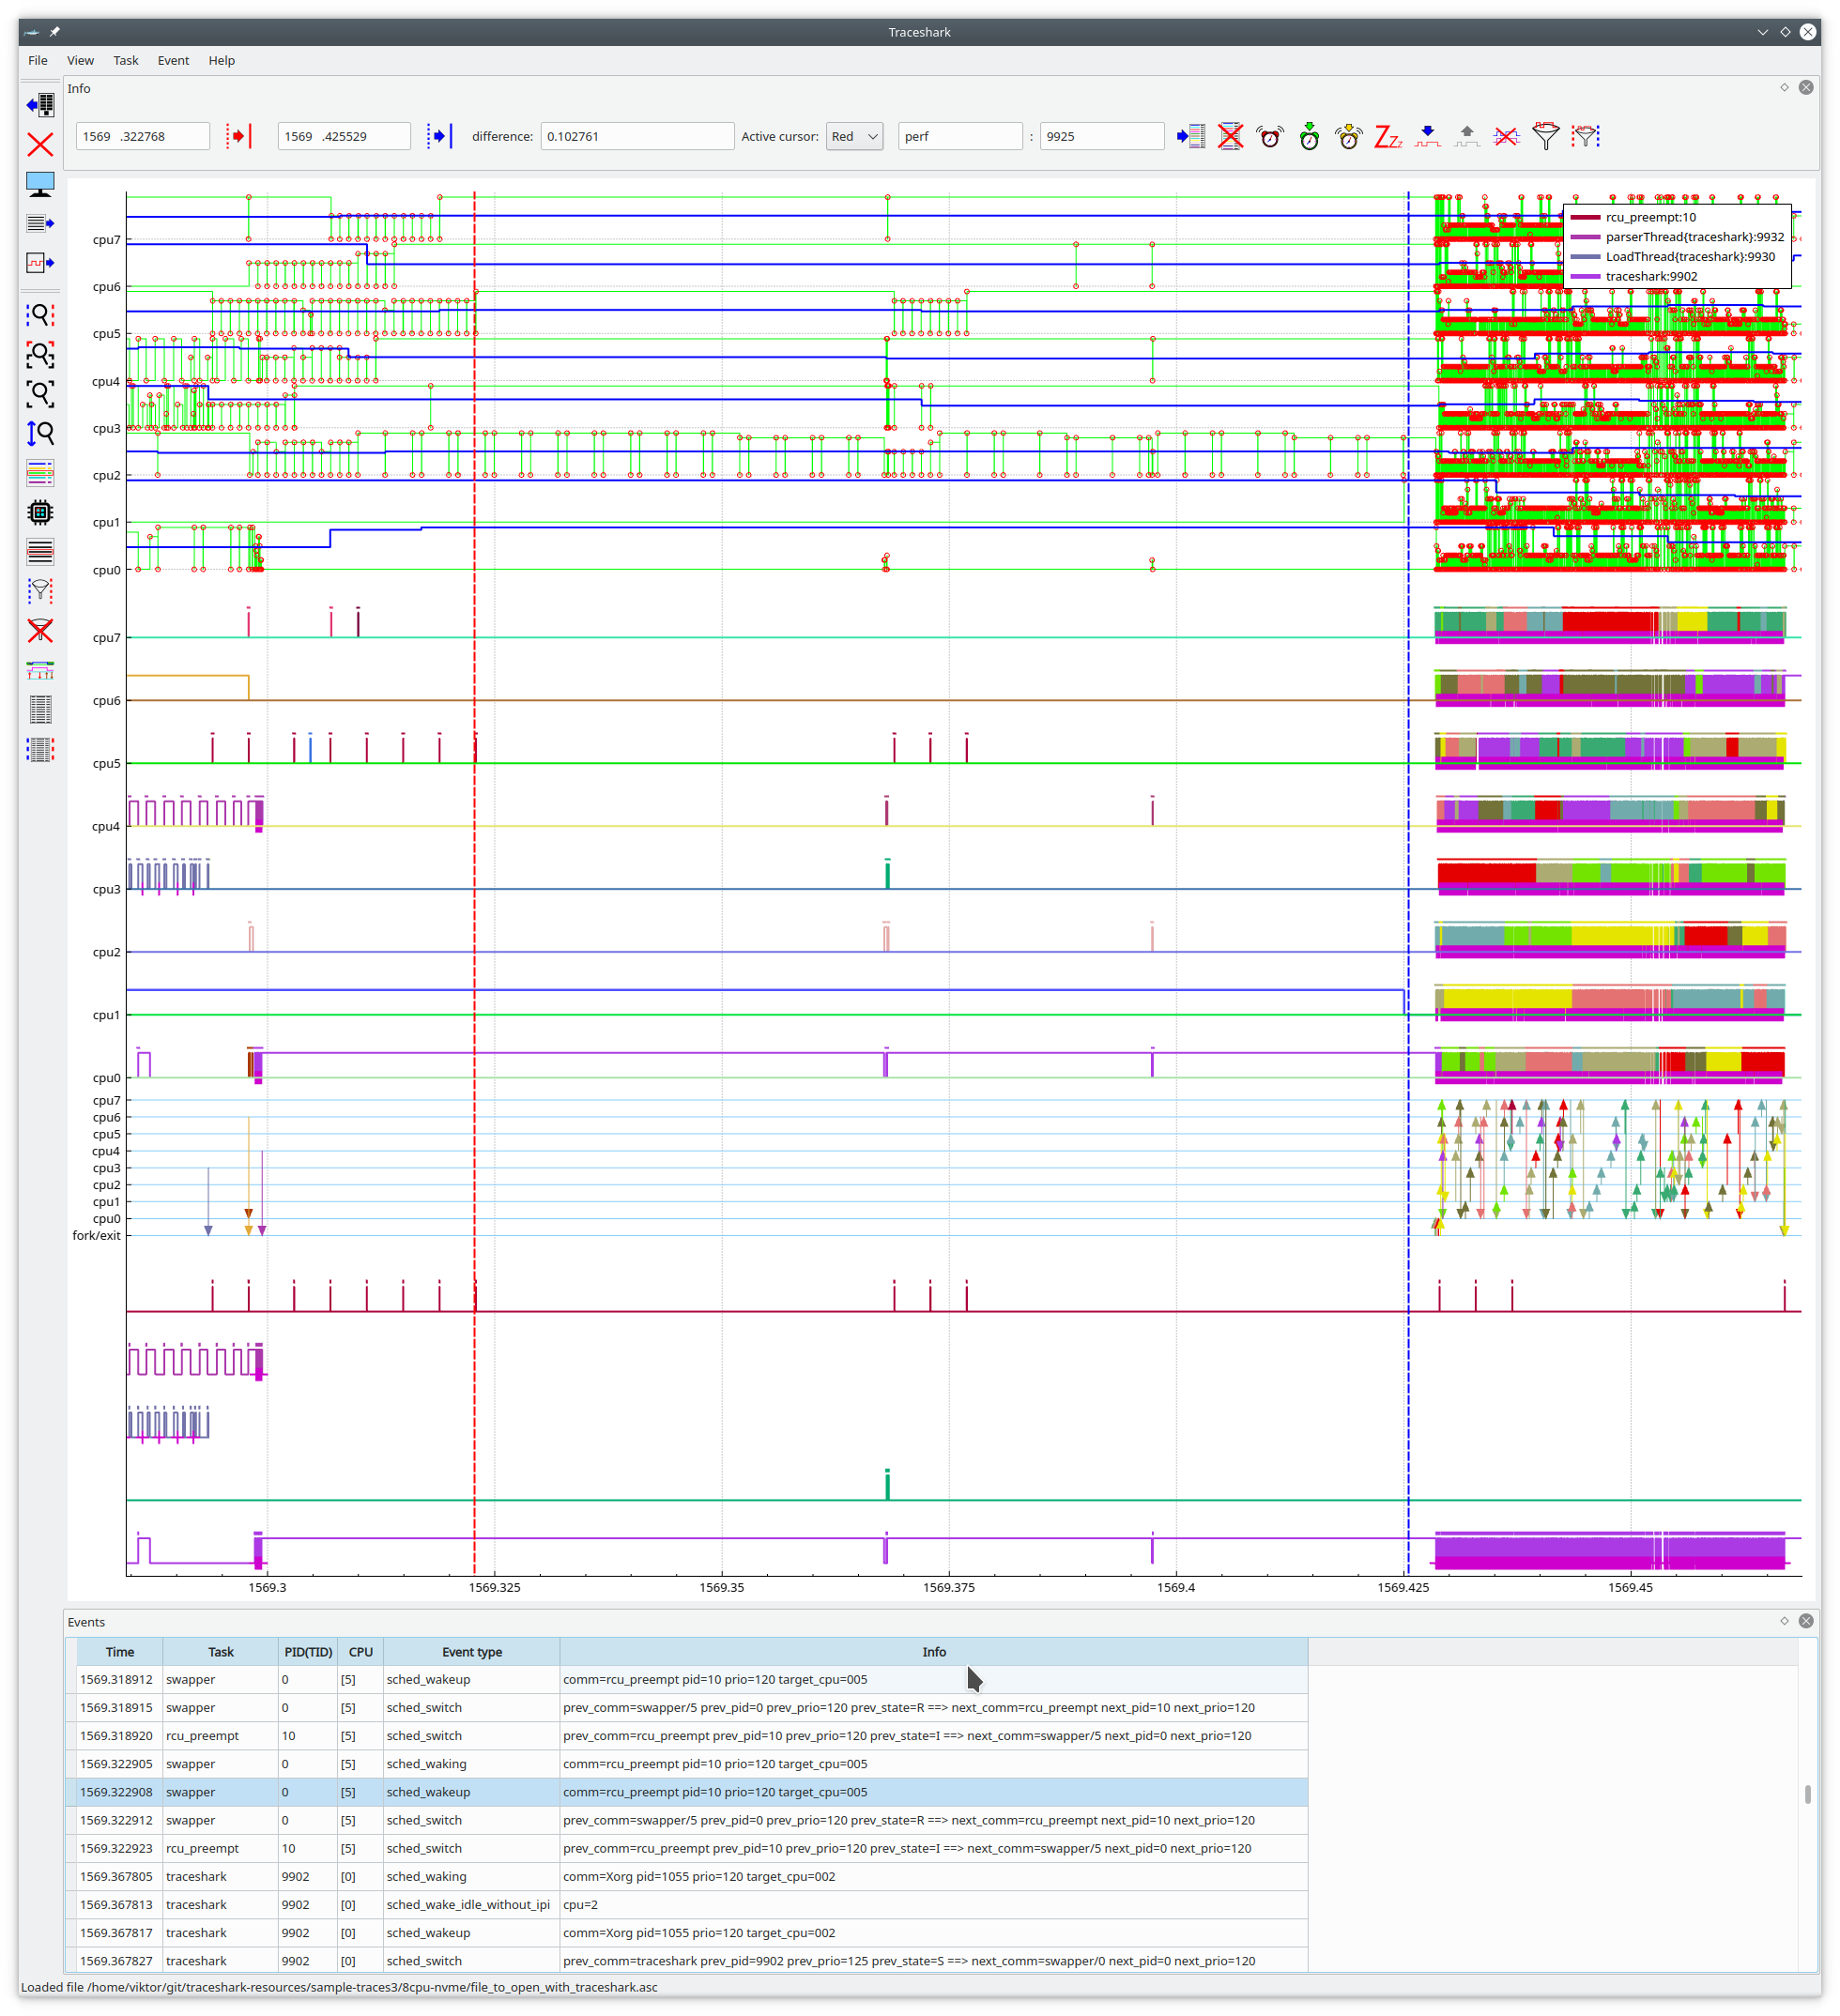 Traceshark
File View Task Event Help
Info
1569 .322768 1569 .425529 difference: 0.102761 Active cursor: Red perf : 9925 Zzz
rcu_preempt:10
parserThread{traceshark}:9932
LoadThread{traceshark}:9930
traceshark:9902
cpu7
cpu6
cpu5
cpu4
cpu3
cpu2
cpu1
cpu0
cpu7
cpu6
cpu5
cpu4
cpu3
cpu2
cpu1
cpu0
cpu7
cpu6
cpu5
cpu4
cpu3
cpu2
cpu1
cpu0
fork/exit
1569.3 1569.325 1569.35 1569.375 1569.4 1569.425 1569.45
Events
Time Task PID(TID) CPU Event type Info
1569.318912 swapper 0 [5] sched_wakeup comm=rcu_preempt pid=10 prio=120 target_cpu=005
1569.318915 swapper 0 [5] sched_switch prev_comm=swapper/5 prev_pid=0 prev_prio=120 prev_state=R ==> next_comm=rcu_preempt next_pid=10 next_prio=120
1569.318920 rcu_preempt 10 [5] sched_switch prev_comm=rcu_preempt prev_pid=10 prev_prio=120 prev_state=I ==> next_comm=swapper/5 next_pid=0 next_prio=120
1569.322905 swapper 0 [5] sched_waking comm=rcu_preempt pid=10 prio=120 target_cpu=005
1569.322908 swapper 0 [5] sched_wakeup comm=rcu_preempt pid=10 prio=120 target_cpu=005
1569.322912 swapper 0 [5] sched_switch prev_comm=swapper/5 prev_pid=0 prev_prio=120 prev_state=R ==> next_comm=rcu_preempt next_pid=10 next_prio=120
1569.322923 rcu_preempt 10 [5] sched_switch prev_comm=rcu_preempt prev_pid=10 prev_prio=120 prev_state=I ==> next_comm=swapper/5 next_pid=0 next_prio=120
1569.367805 traceshark 9902 [0] sched_waking comm=Xorg pid=1055 prio=120 target_cpu=002
1569.367813 traceshark 9902 [0] sched_wake_idle_without_ipi cpu=2
1569.367817 traceshark 9902 [0] sched_wakeup comm=Xorg pid=1055 prio=120 target_cpu=002
1569.367827 traceshark 9902 [0] sched_switch prev_comm=traceshark prev_pid=9902 prev_prio=125 prev_state=S ==> next_comm=swapper/0 next_pid=0 next_prio=120
Loaded file /home/viktor/git/traceshark-resources/sample-traces3/8cpu-nvme/file_to_open_with_traceshark.asc